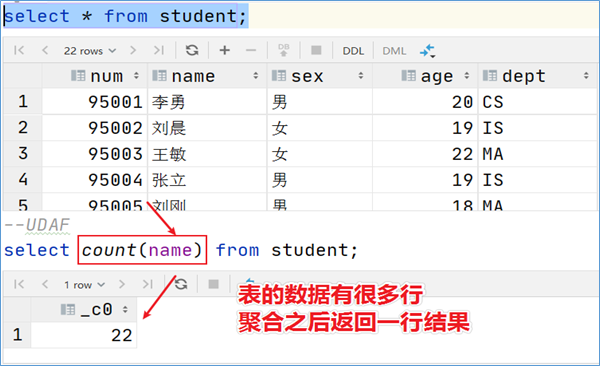 select * from student;
22 rows DB DDL DML
num name sex age dept
1 95001 李勇 男 20 CS
2 95002 刘晨 女 19 IS
3 95003 王敏 女 22 MA
4 95004 张立 男 19 IS
5 95005 刘刚 男 18 MA
--UDAF
select count(name) from student;
1 row
_c0
1 22
表的数据有很多行
聚合之后返回一行结果